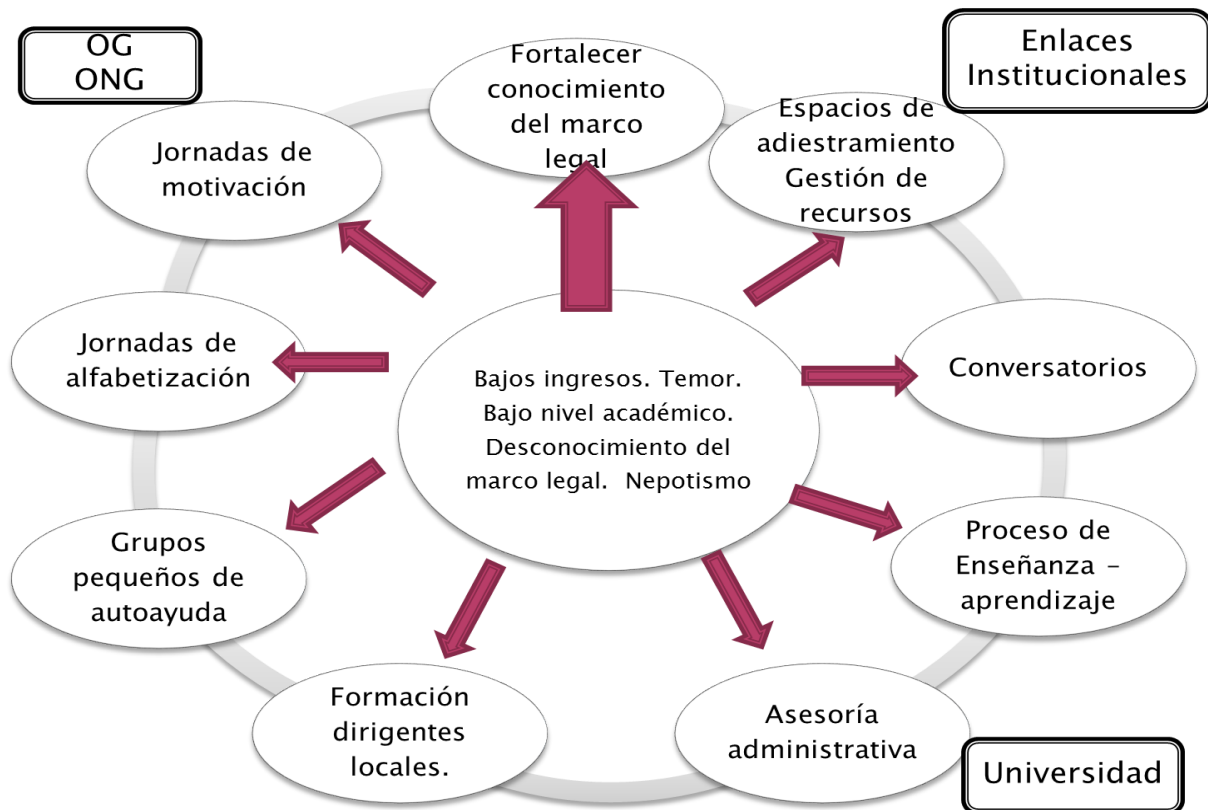 OG
ONG
Enlaces
Institucionales
Fortalecer
conocimiento
del marco
legal
Espacios de
adiestramiento
Gestión de
recursos
Jornadas de
motivación
Jornadas de
alfabetización
Bajos ingresos. Temor.
Bajo nivel académico.
Desconocimiento del
marco legal.  Nepotismo
Conversatorios
Grupos
pequeños de
autoayuda
Proceso de
Enseñanza –
aprendizaje
Formación
dirigentes
locales.
Asesoría
administrativa
Universidad